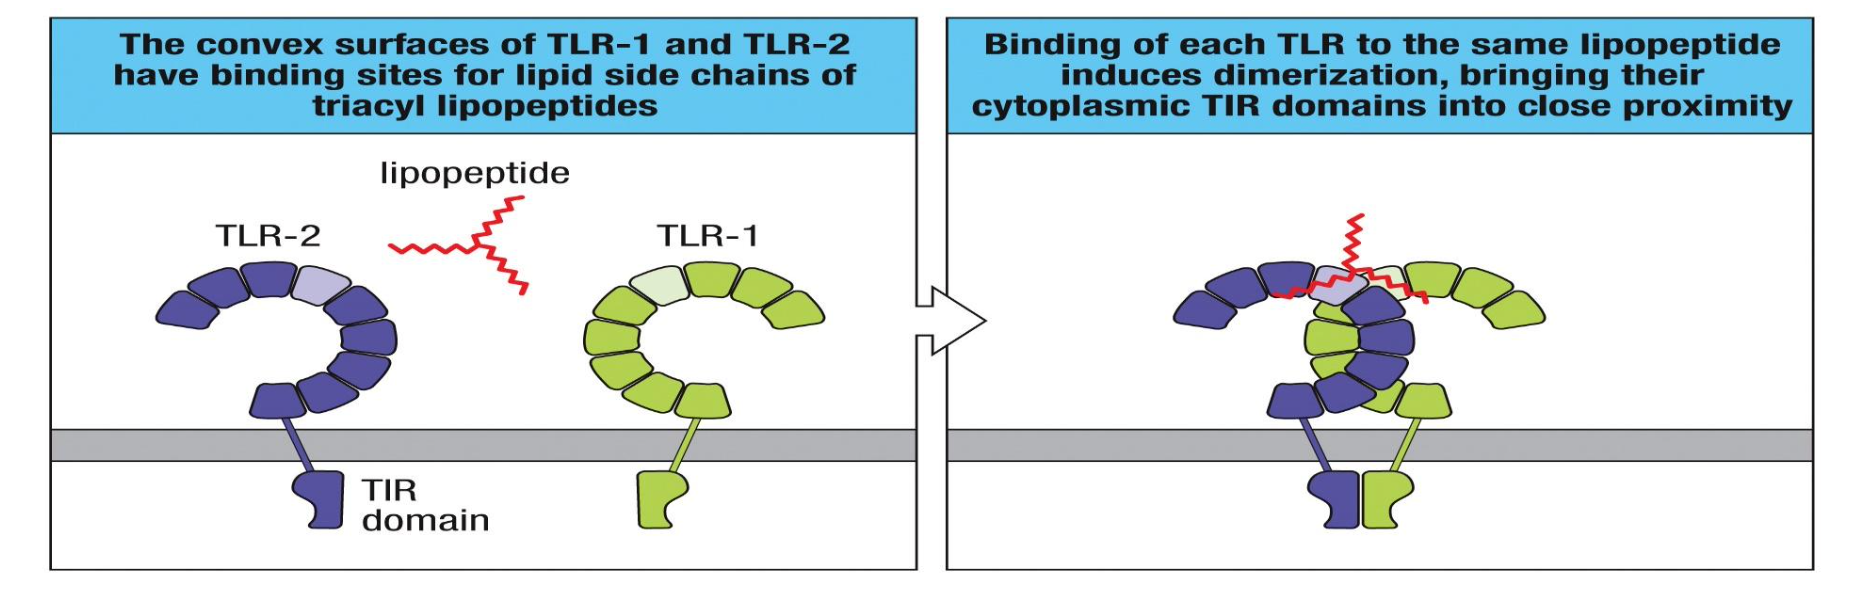 The convex surfaces of TLR-1 and TLR-2
have binding sites for lipid side chains of
triacyl lipopeptides
lipopeptide
TLR-2
TLR-1
TIR
domain
Binding of each TLR to the same lipopeptide
induces dimerization, bringing their
cytoplasmic TIR domains into close proximity